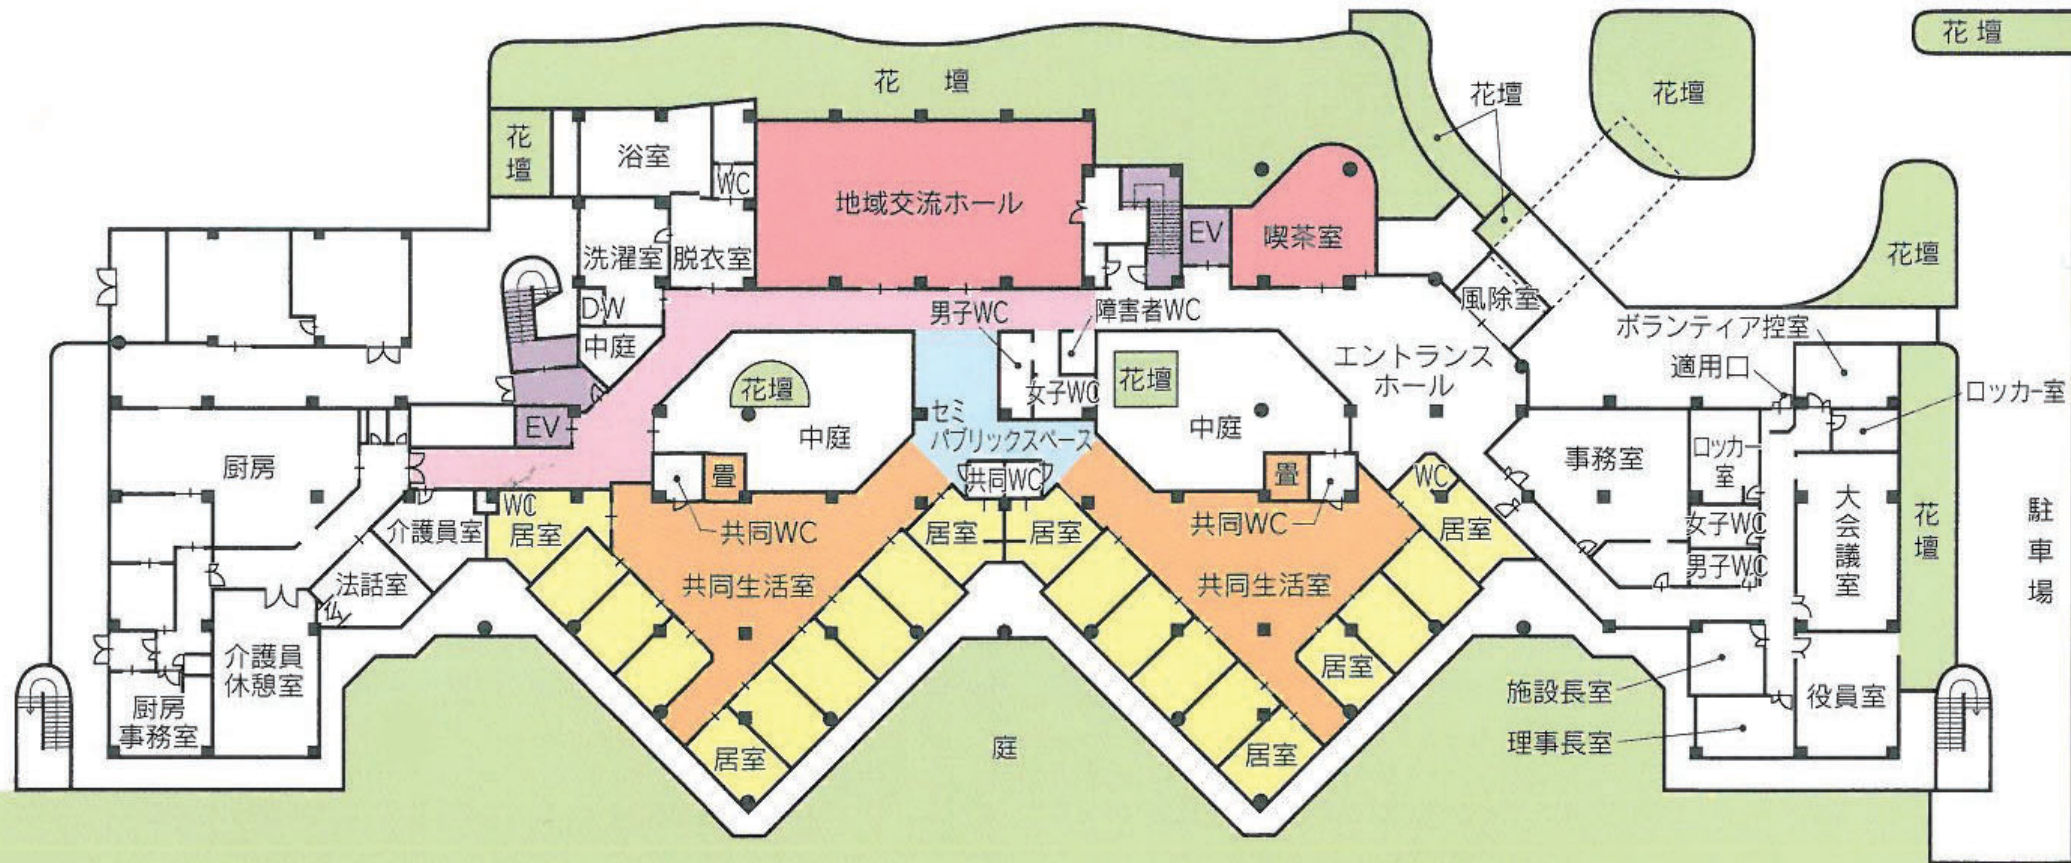 花壇
花壇
花　壇
花壇
花
壇
浴室
WC
地域交流ホール
EV
喫茶室
花壇
洗濯室
脱衣室
DW
中庭
男子WC
障害者WC
風除室
ボランティア控室
適用口
ロッカー室
エントランス
ホール
花壇
女子WC
花壇
セミ
パブリックスペース
中庭
中庭
EV
厨房
畳
共同WC
畳
WC
事務室
ロッカー
室
大
会
議
室
花
壇
駐
車
場
WC
介護員室
居室
共同WC
居室
居室
共同WC
居室
女子WC
男子WC
法話室
仏
共同生活室
共同生活室
介護員
休憩室
厨房
事務室
居室
居室
庭
居室
施設長室
理事長室
役員室